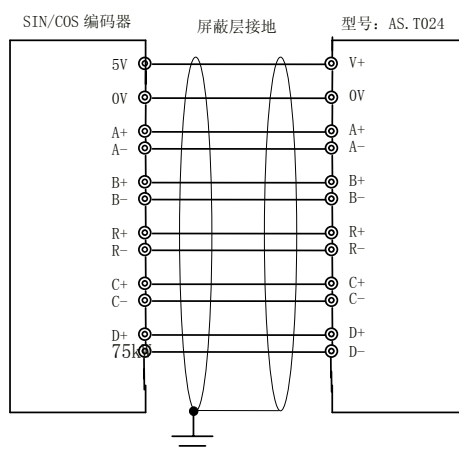 SIN/COS 编码器
屏蔽层接地
型号: AS.T024
5V
V+
0V
0V
A+
A+
A-
A-
B+
B+
B-
B-
R+
R+
R-
R-
C+
C+
C-
C-
D+
D+
D-